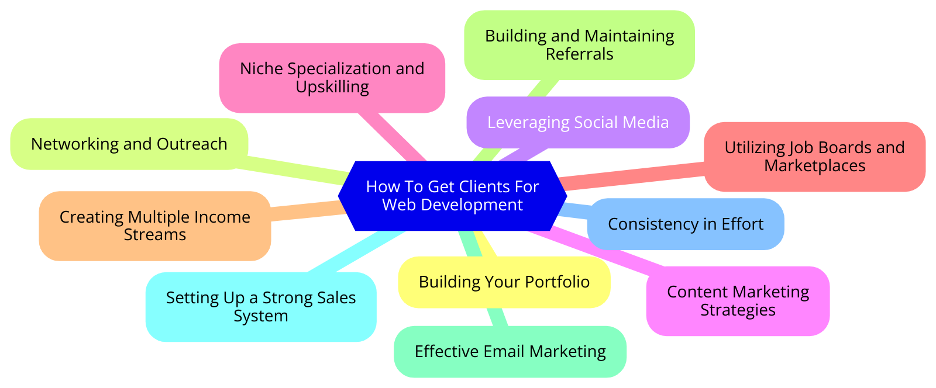 Building and Maintaining
Referrals
Niche Specialization and
Upskilling
Leveraging Social Media
Networking and Outreach
Utilizing Job Boards and
Marketplaces
How To Get Clients For
Web Development
Creating Multiple Income
Streams
Consistency in Effort
Building Your Portfolio
Setting Up a Strong Sales
System
Content Marketing
Strategies
Effective Email Marketing